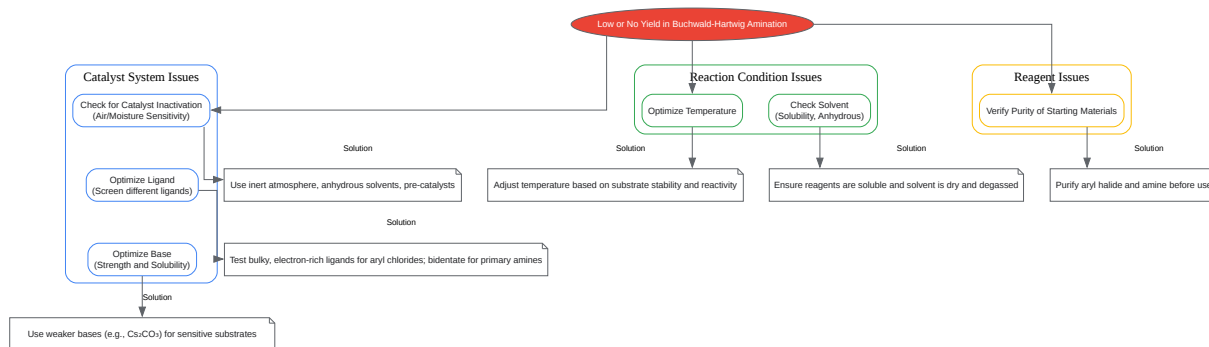 Low or No Yield in Buchwald-Hartwig Amination
Catalyst System Issues
Reaction Condition Issues
Reagent Issues
Check for Catalyst Inactivation
(Air/Moisture Sensitivity)
Optimize Temperature
Check Solvent
(Solubility, Anhydrous)
Verify Purity of Starting Materials
Solution
Solution
Solution
Solution
Optimize Ligand
(Screen different ligands)
Use inert atmosphere, anhydrous solvents, pre-catalysts
Adjust temperature based on substrate stability and reactivity
Ensure reagents are soluble and solvent is dry and degassed
Purify aryl halide and amine before use
Solution
Optimize Base
(Strength and Solubility)
Test bulky, electron-rich ligands for aryl chlorides; bidentate for primary amines
Solution
Use weaker bases (e.g., Cs₂CO₃) for sensitive substrates